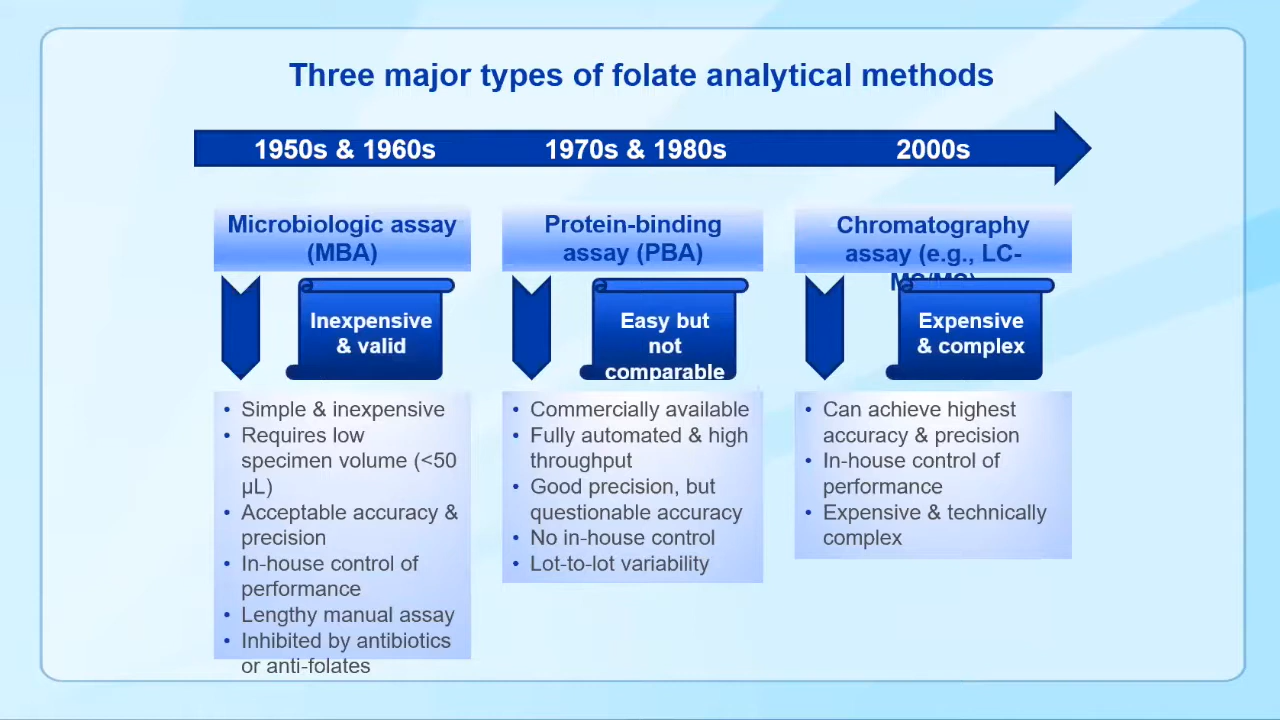 Three major types of folate analytical methods
1950s & 1960s
1970s & 1980s
2000s
Microbiologic assay
(MBA)
Inexpensive
& valid
• Simple & inexpensive
• Requires low
specimen volume (<50
µL)
• Acceptable accuracy &
precision
• In-house control of
performance
• Lengthy manual assay
• Inhibited by antibiotics
or anti-folates
Protein-binding
assay (PBA)
Easy but
not
comparable
• Commercially available
• Fully automated & high
throughput
• Good precision, but
questionable accuracy
• No in-house control
• Lot-to-lot variability
Chromatography
assay (e.g., LC-
MS/MS)
Expensive
& complex
• Can achieve highest
accuracy & precision
• In-house control of
performance
• Expensive & technically
complex